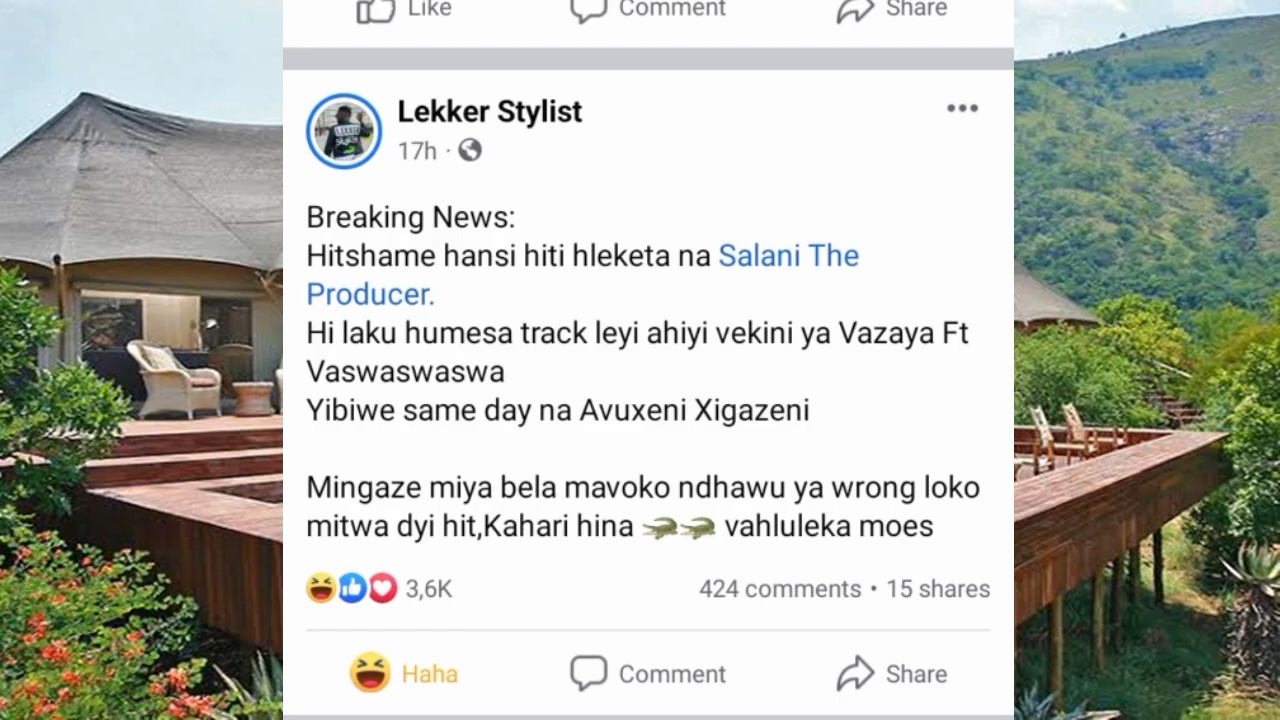 Like Comment Share
Lekker Stylist
17h ·
Breaking News:
Hitshame hansi hiti hleketa na Salani The
Producer.
Hi laku humesa track leyi ahiyi vekini ya Vazaya Ft
Vaswaswaswa
Yibiwe same day na Avuxeni Xigazeni
Mingaze miya bela mavoko ndhawu ya wrong loko
mitwa dyi hit,Kahari hina 🐊🐊 vahluleka moes
3,6K 424 comments • 15 shares
Haha Comment Share